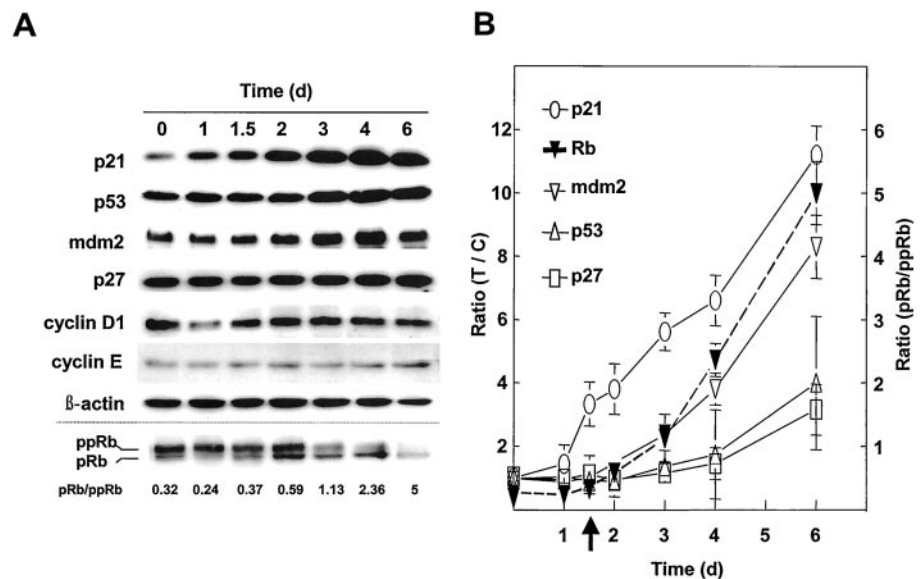 A
Time (d)
0 1 1.5 2 3 4 6
p21
p53
mdm2
p27
cyclin D1
cyclin E
ß-actin
ppRb
pRb
pRb/ppRb 0.32 0.24 0.37 0.59 1.13 2.36 5
B
p21
Rb
mdm2
p53
p27
Ratio (T / C)
12
10
8
6
4
2
Ratio (pRb/ppRb)
6
5
4
3
2
1
1 2 3 4 5 6
Time (d)